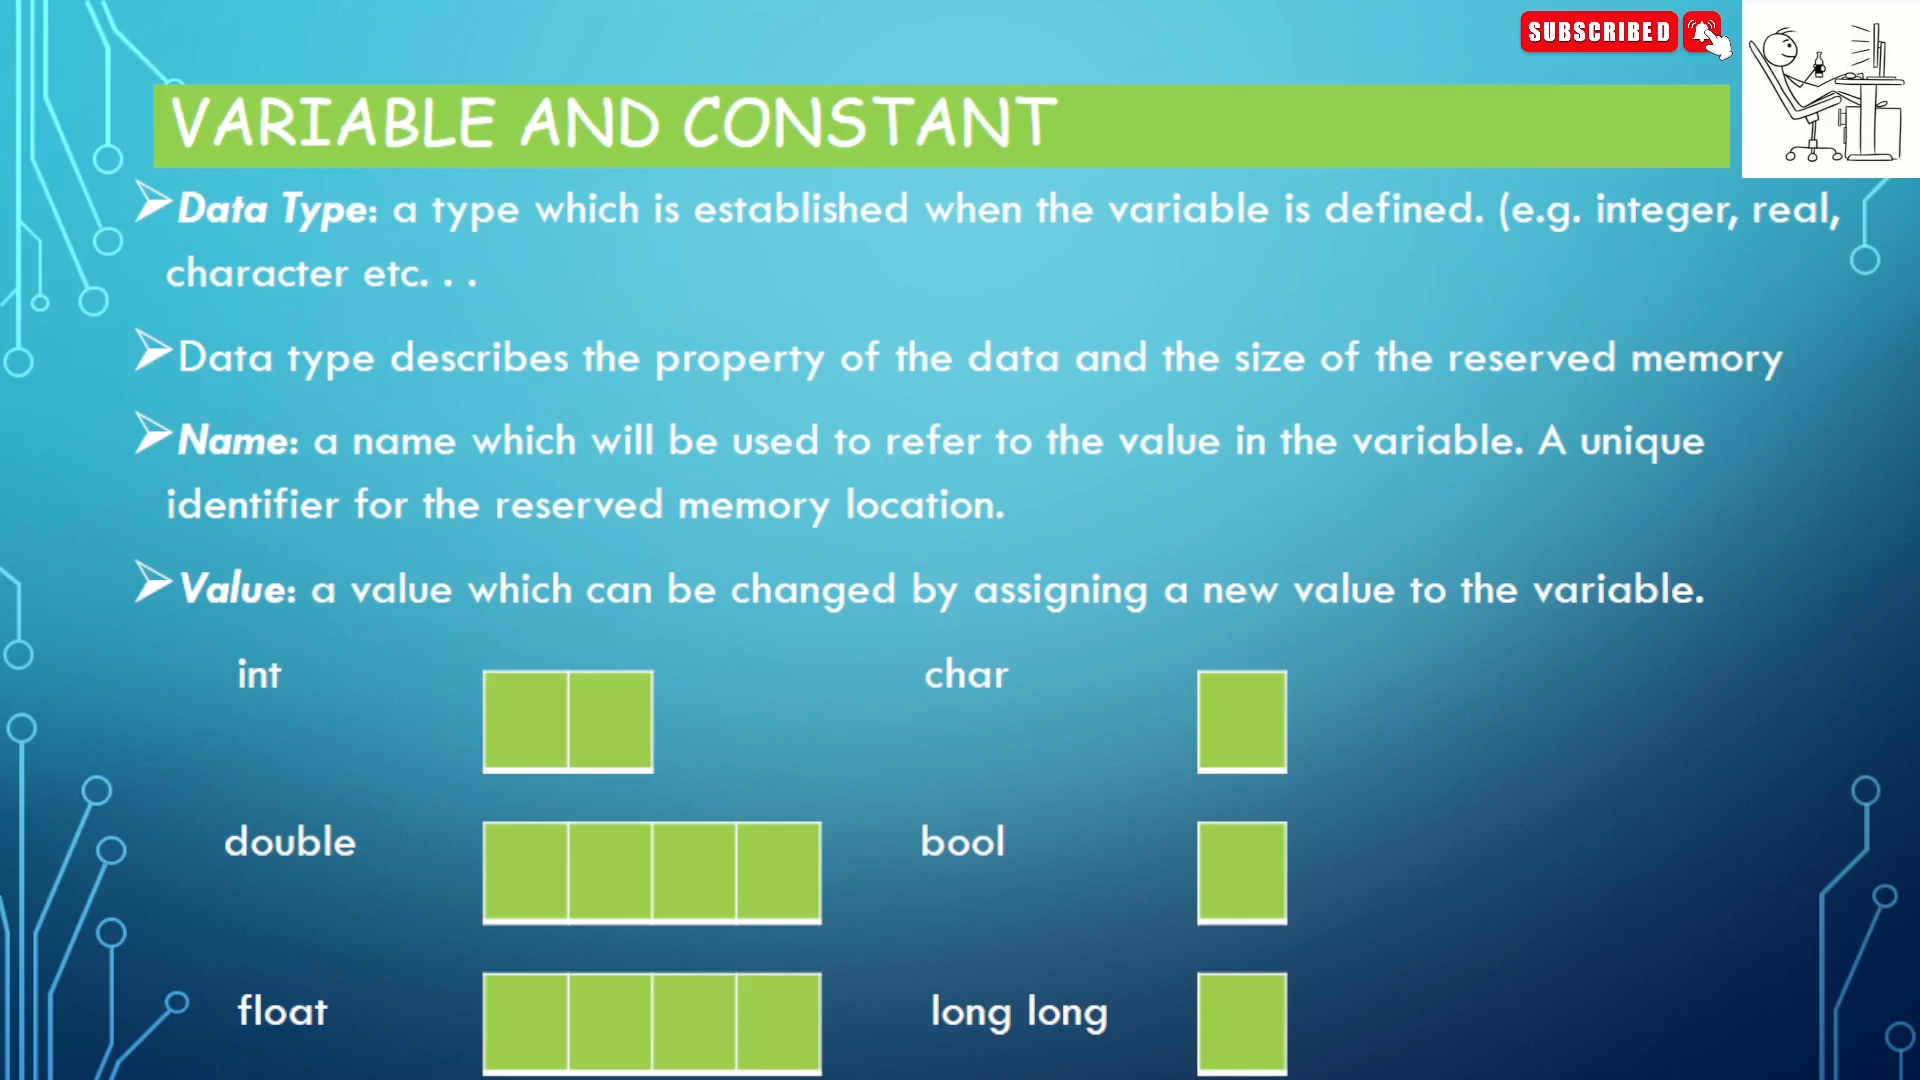 SUBSCRIBED
VARIABLE AND CONSTANT
Data Type: a type which is established when the variable is defined. (e.g. integer, real,
character etc. . .
Data type describes the property of the data and the size of the reserved memory
Name: a name which will be used to refer to the value in the variable. A unique
identifier for the reserved memory location.
Value: a value which can be changed by assigning a new value to the variable.
int char
double bool
float long long